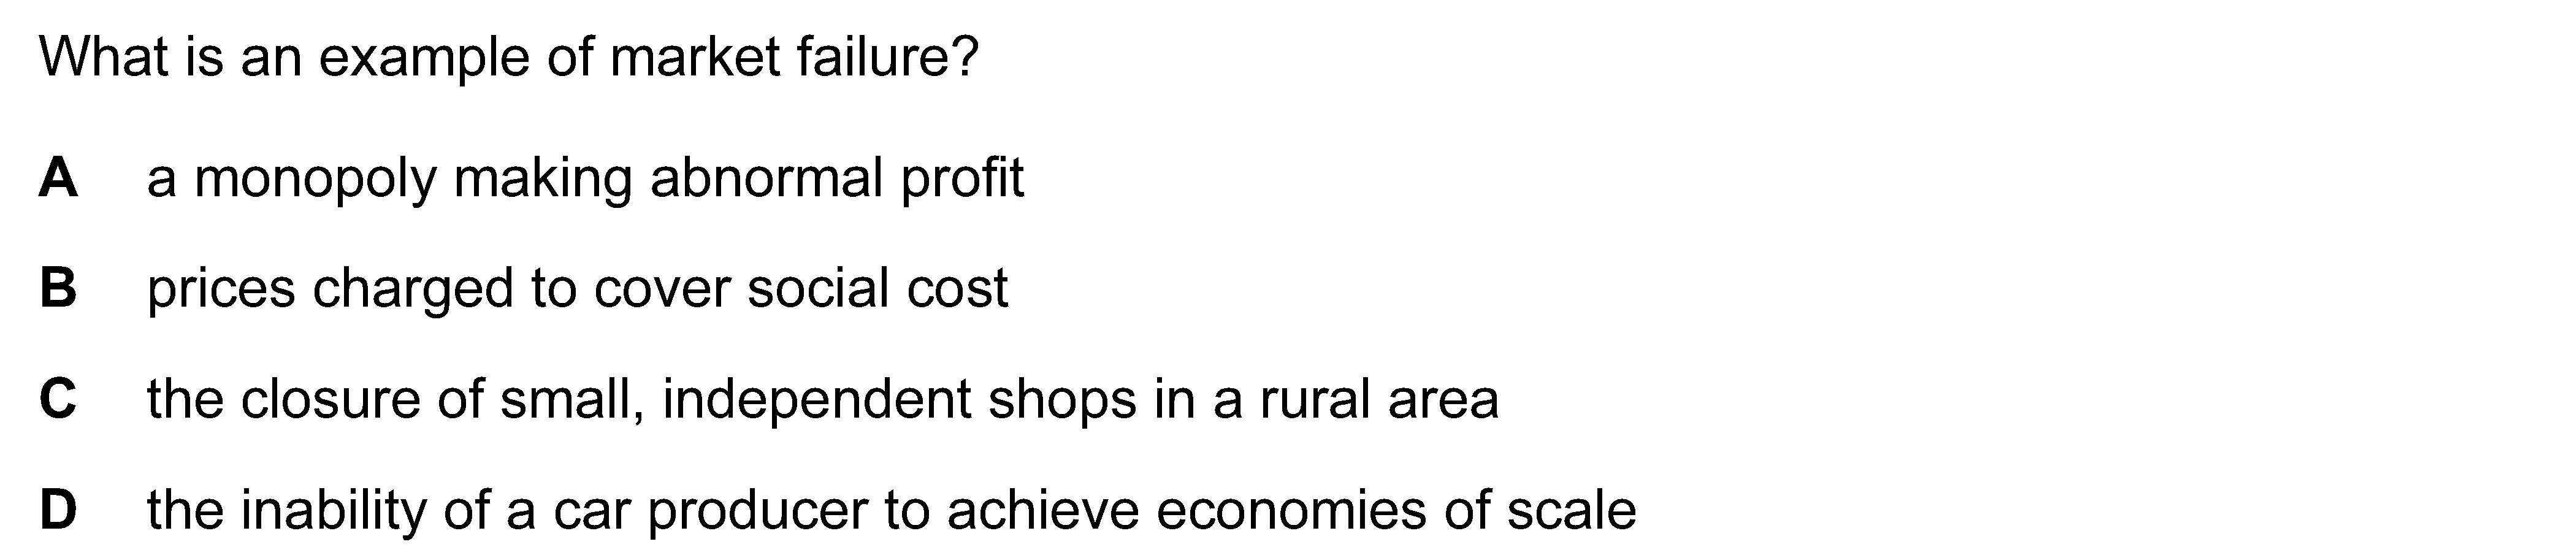 What is an example of market failure?
A a monopoly making abnormal profit
B prices charged to cover social cost
C the closure of small, independent shops in a rural area
D the inability of a car producer to achieve economies of scale